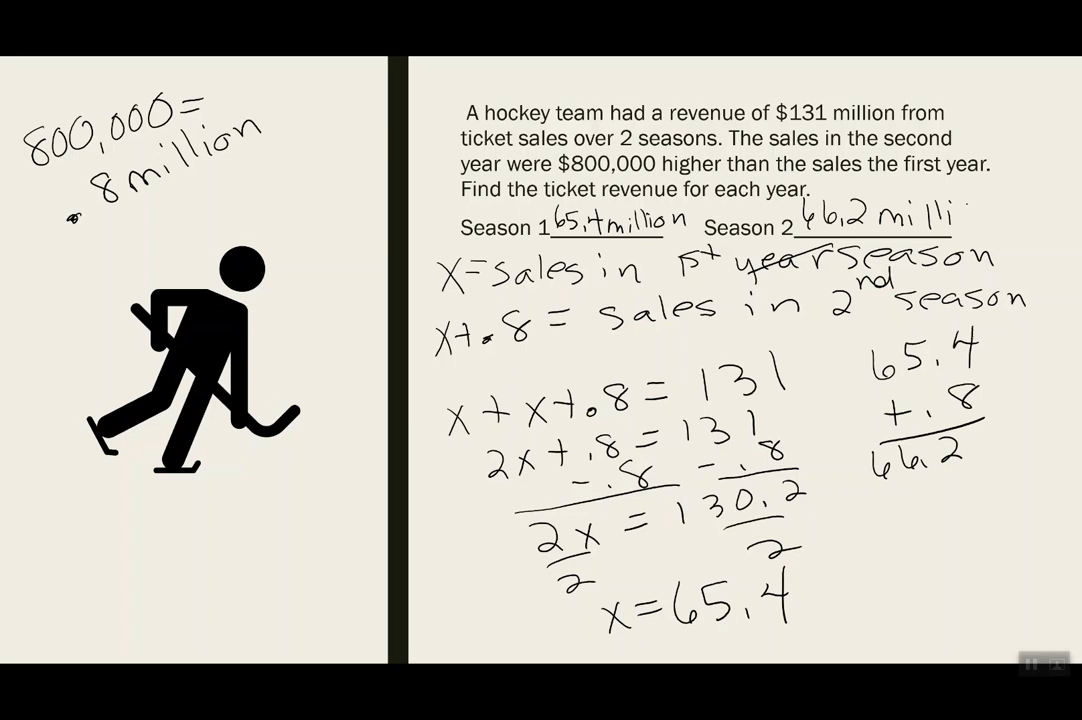 800,000=
.8 million
A hockey team had a revenue of $131 million from
ticket sales over 2 seasons. The sales in the second
year were $800,000 higher than the sales the first year.
Find the ticket revenue for each year.
Season 1 65.4 million Season 2 66.2 milli
x=sales in 1st year season
x+.8 = sales in 2nd season
x + x+.8 = 131
2x + .8 = 131
- .8 - .8
2x = 130.2
2 2
x=65.4
65.4
+ .8
66.2